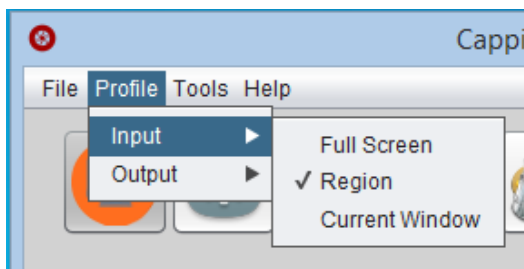 Cappi
File Profile Tools Help
Input
Output
Full Screen
✓ Region
Current Window